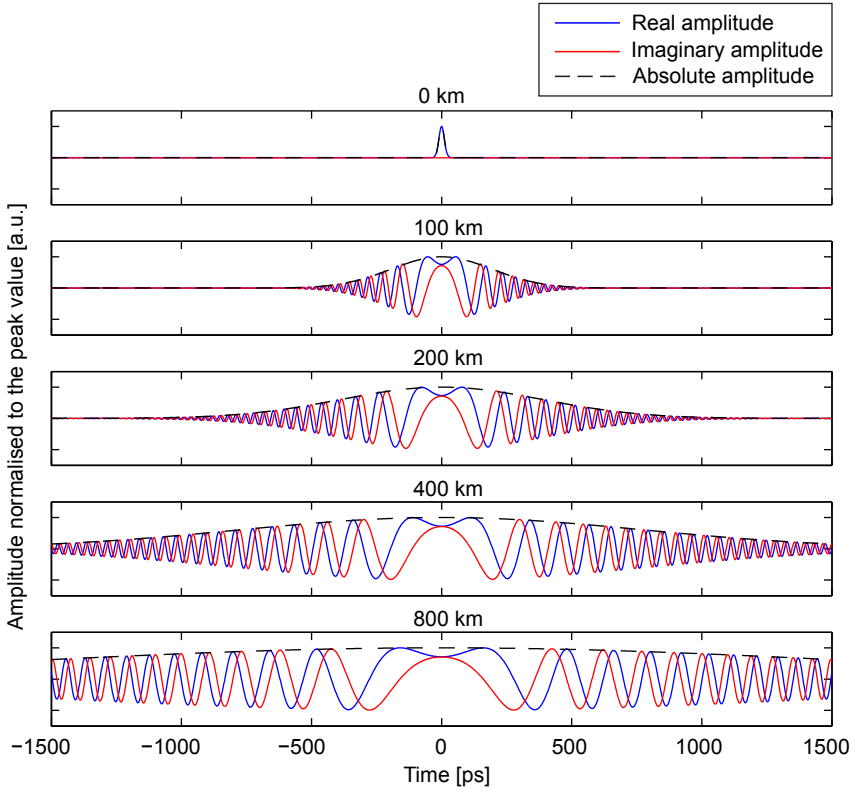 Real amplitude
Imaginary amplitude
Absolute amplitude
0 km
100 km
200 km
400 km
800 km
Amplitude normalised to the peak value [a.u.]
−1500 −1000 −500 0 500 1000 1500
Time [ps]